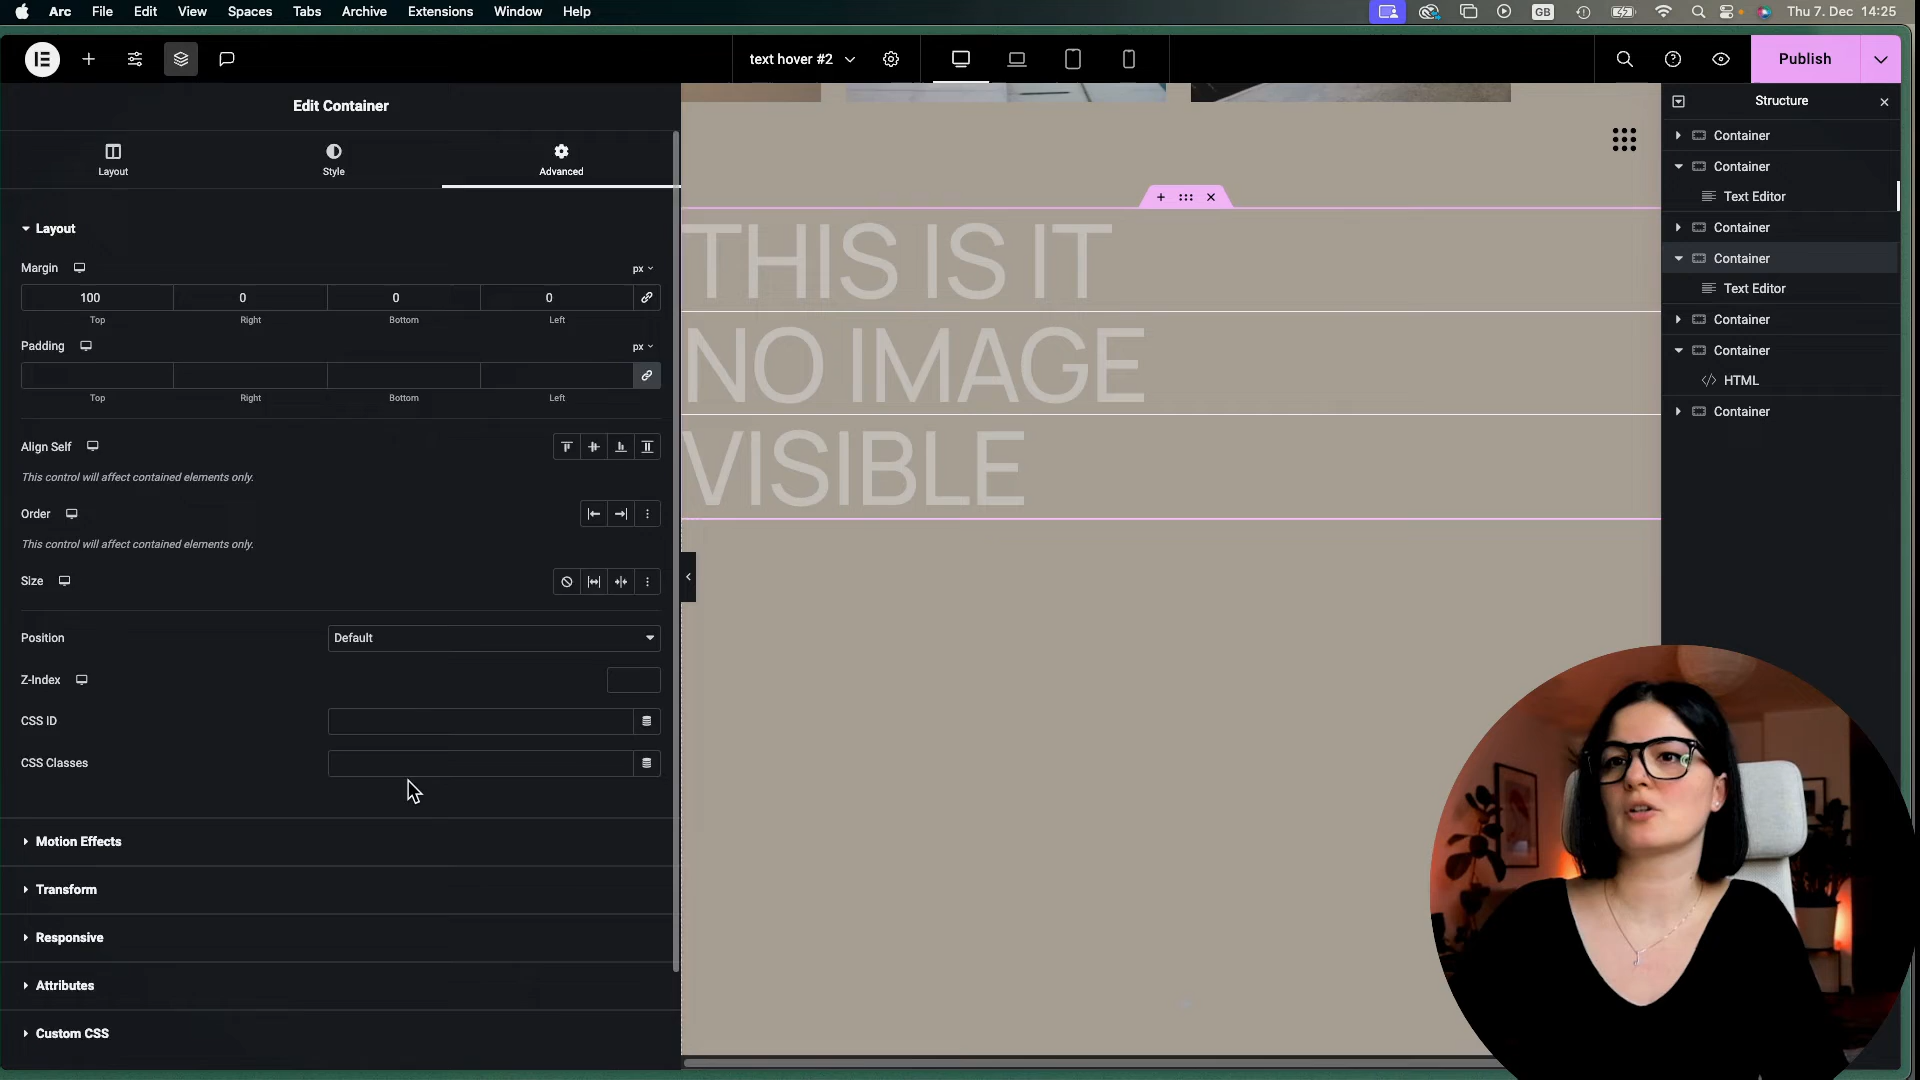 Arc File Edit View Spaces Tabs Archive Extensions Window Help GB Thu 7. Dec 14:25
text hover #2 Publish
Edit Container
Structure
Layout Style Advanced
Layout
Margin px
100 0 0 0
Top Right Bottom Left
Padding px
Top Right Bottom Left
Align Self
This control will affect contained elements only.
Order
This control will affect contained elements only.
Size
Position Default
Z-Index
CSS ID
CSS Classes
Motion Effects
Transform
Responsive
Attributes
Custom CSS
THIS IS IT
NO IMAGE
VISIBLE
Container
Container
Text Editor
Container
Container
Text Editor
Container
Container
HTML
Container